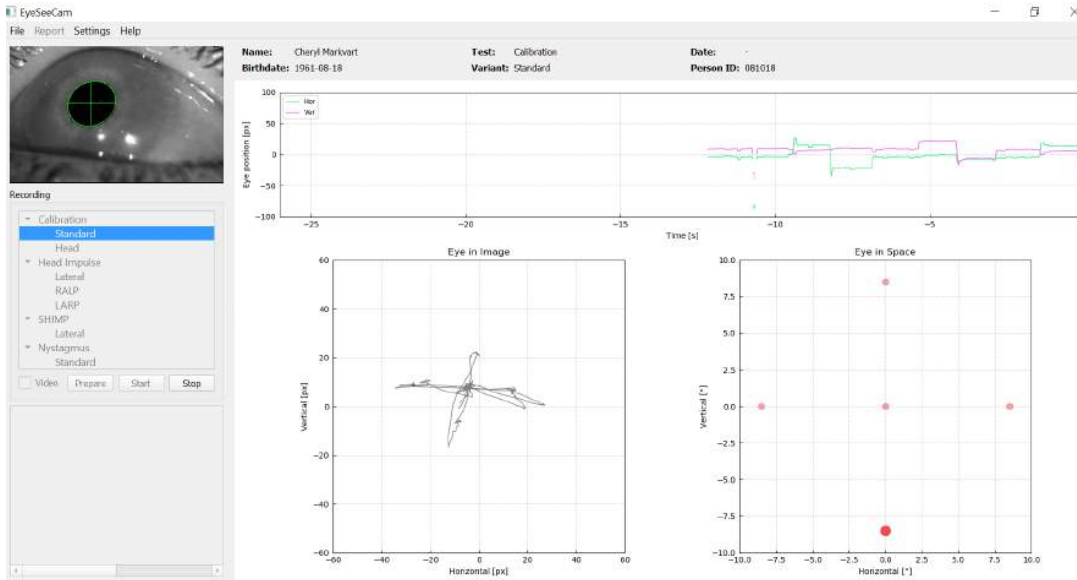 EyeSeeCam
File Report Settings Help
Name: Cheryl Markvart Test: Calibration Date: -
Birthdate: 1961-08-18 Variant: Standard Person ID: 081018
Hor
Ver
Eye position [px]
100
50
0
−50
−100
−25 −20 −15 −10 −5
Time [s]
Recording
Calibration
Standard
Head
Head Impulse
Lateral
RALP
LARP
SHIMP
Lateral
Nystagmus
Standard
Video Prepare Start Stop
Eye in Image
Vertical [px]
60
40
20
0
−20
−40
−60
−60 −40 −20 0 20 40 60
Horizontal [px]
Eye in Space
Vertical [°]
10.0
7.5
5.0
2.5
0.0
−2.5
−5.0
−7.5
−10.0
−10.0 −7.5 −5.0 −2.5 0.0 2.5 5.0 7.5 10.0
Horizontal [°]